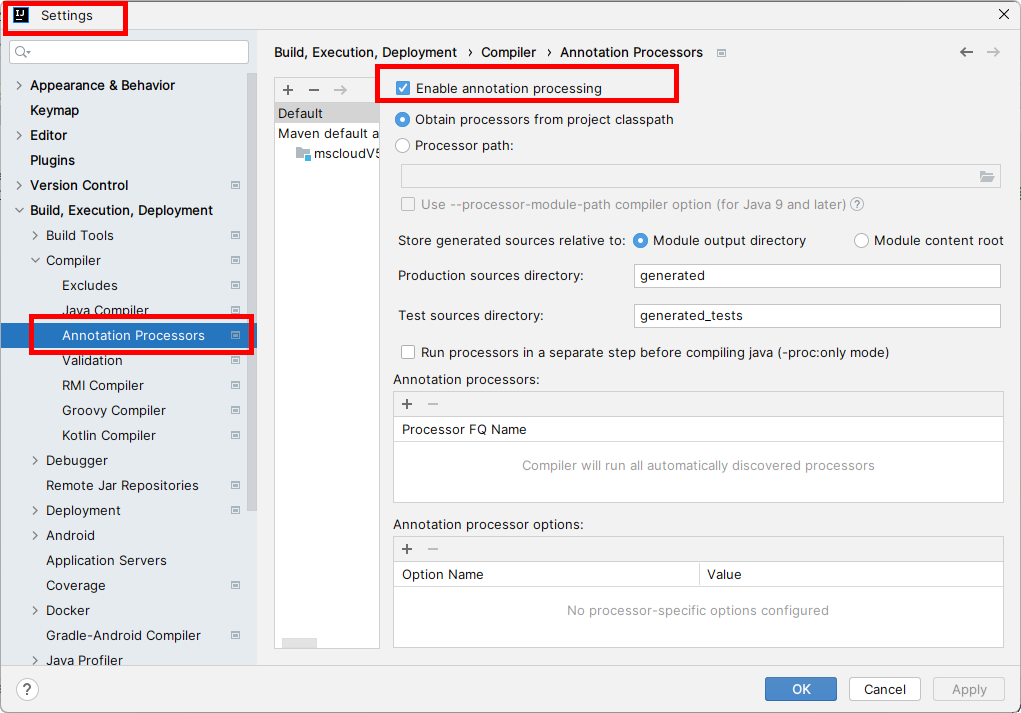 Settings
Appearance & Behavior
Keymap
Editor
Plugins
Version Control
Build, Execution, Deployment
Build Tools
Compiler
Excludes
Java Compiler
Annotation Processors
Validation
RMI Compiler
Groovy Compiler
Kotlin Compiler
Debugger
Remote Jar Repositories
Deployment
Android
Application Servers
Coverage
Docker
Gradle-Android Compiler
Java Profiler
Build, Execution, Deployment › Compiler › Annotation Processors
Default
Maven default a
mscloudV5
Enable annotation processing
Obtain processors from project classpath
Processor path:
Use --processor-module-path compiler option (for Java 9 and later) ?
Store generated sources relative to: Module output directory Module content root
Production sources directory: generated
Test sources directory: generated_tests
Run processors in a separate step before compiling java (-proc:only mode)
Annotation processors:
Processor FQ Name
Compiler will run all automatically discovered processors
Annotation processor options:
Option Name Value
No processor-specific options configured
? OK Cancel Apply